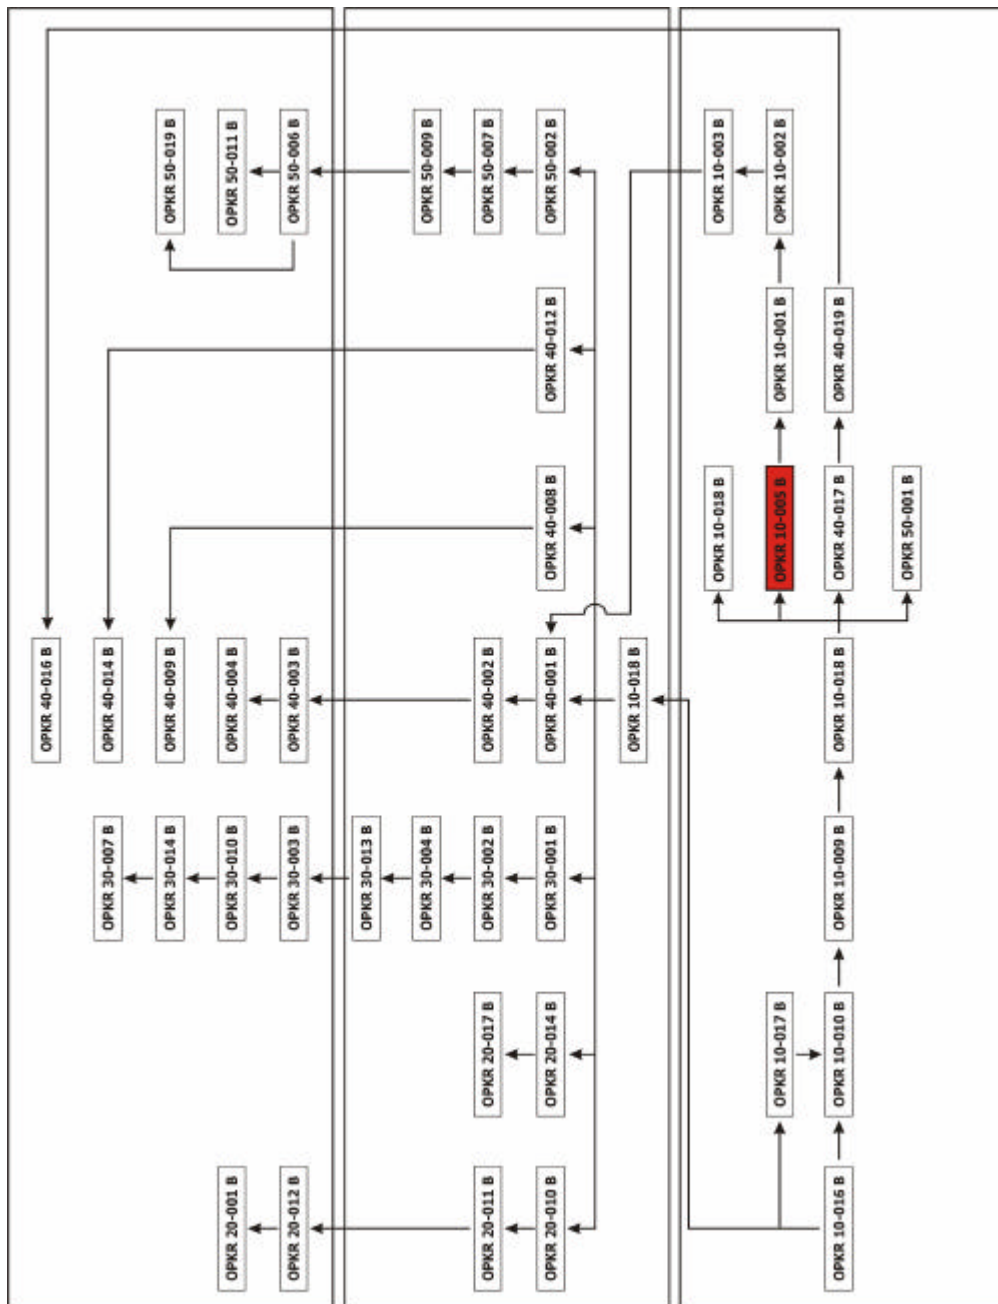 OPKR 40-016 B
OPKR 30-007 B
OPKR 40-014 B
OPKR 30-014 B
OPKR 40-009 B
OPKR 50-019 B
OPKR 20-001 B
OPKR 30-010 B
OPKR 40-004 B
OPKR 50-011 B
OPKR 20-012 B
OPKR 30-003 B
OPKR 40-003 B
OPKR 50-006 B
OPKR 30-013 B
OPKR 30-004 B
OPKR 50-009 B
OPKR 20-011 B
OPKR 20-017 B
OPKR 30-002 B
OPKR 40-002 B
OPKR 50-007 B
OPKR 20-010 B
OPKR 20-014 B
OPKR 30-001 B
OPKR 40-001 B
OPKR 40-008 B
OPKR 40-012 B
OPKR 50-002 B
OPKR 10-018 B
OPKR 10-018 B
OPKR 10-003 B
OPKR 10-017 B
OPKR 10-005 B
OPKR 10-001 B
OPKR 10-002 B
OPKR 10-016 B
OPKR 10-010 B
OPKR 10-009 B
OPKR 10-018 B
OPKR 40-017 B
OPKR 40-019 B
OPKR 50-001 B